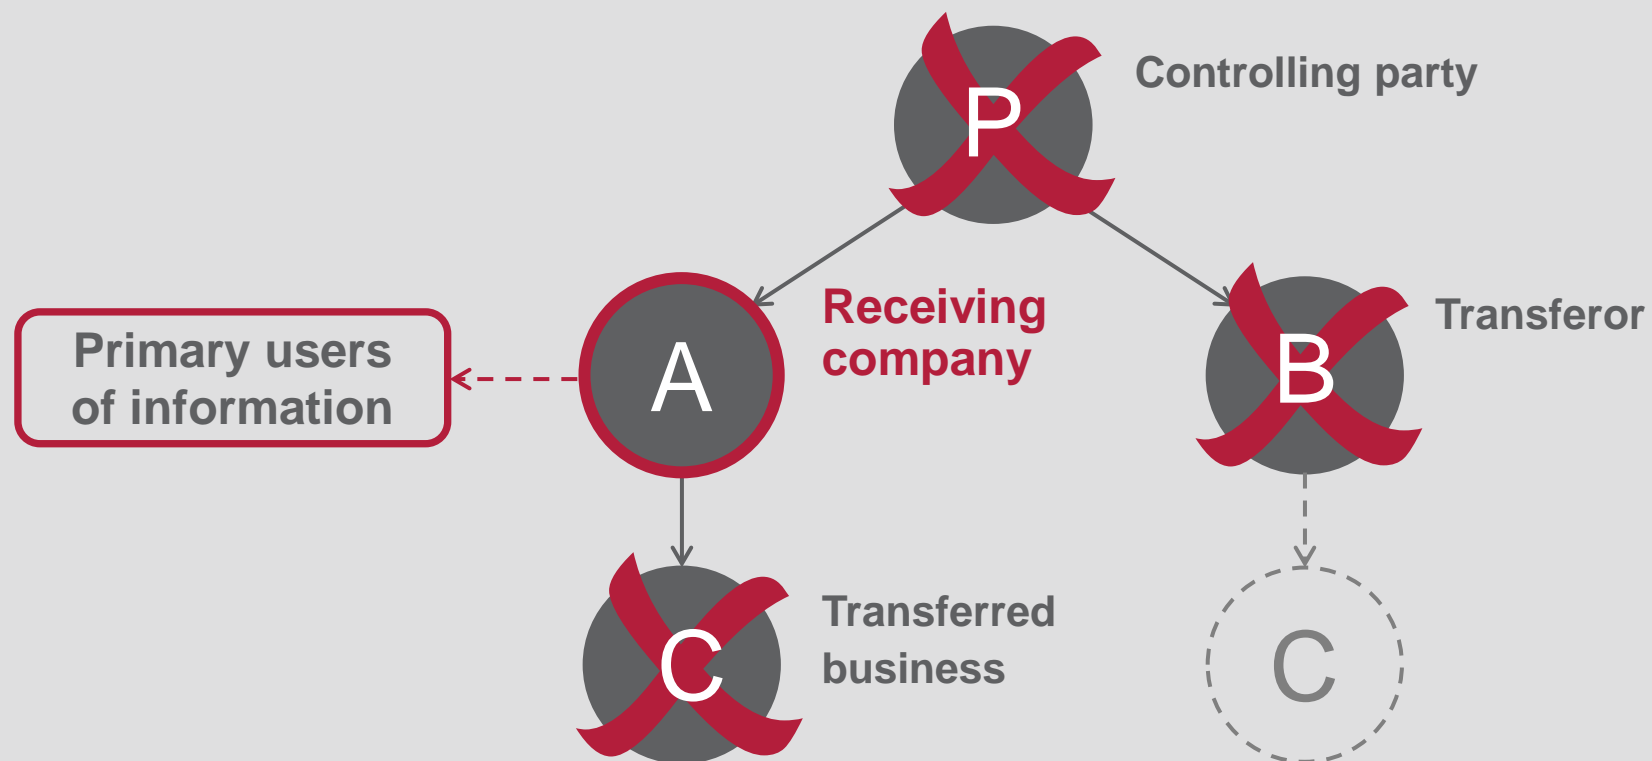 P
Controlling party
Primary users
of information
A
Receiving
company
B
Transferor
C
Transferred
business
C